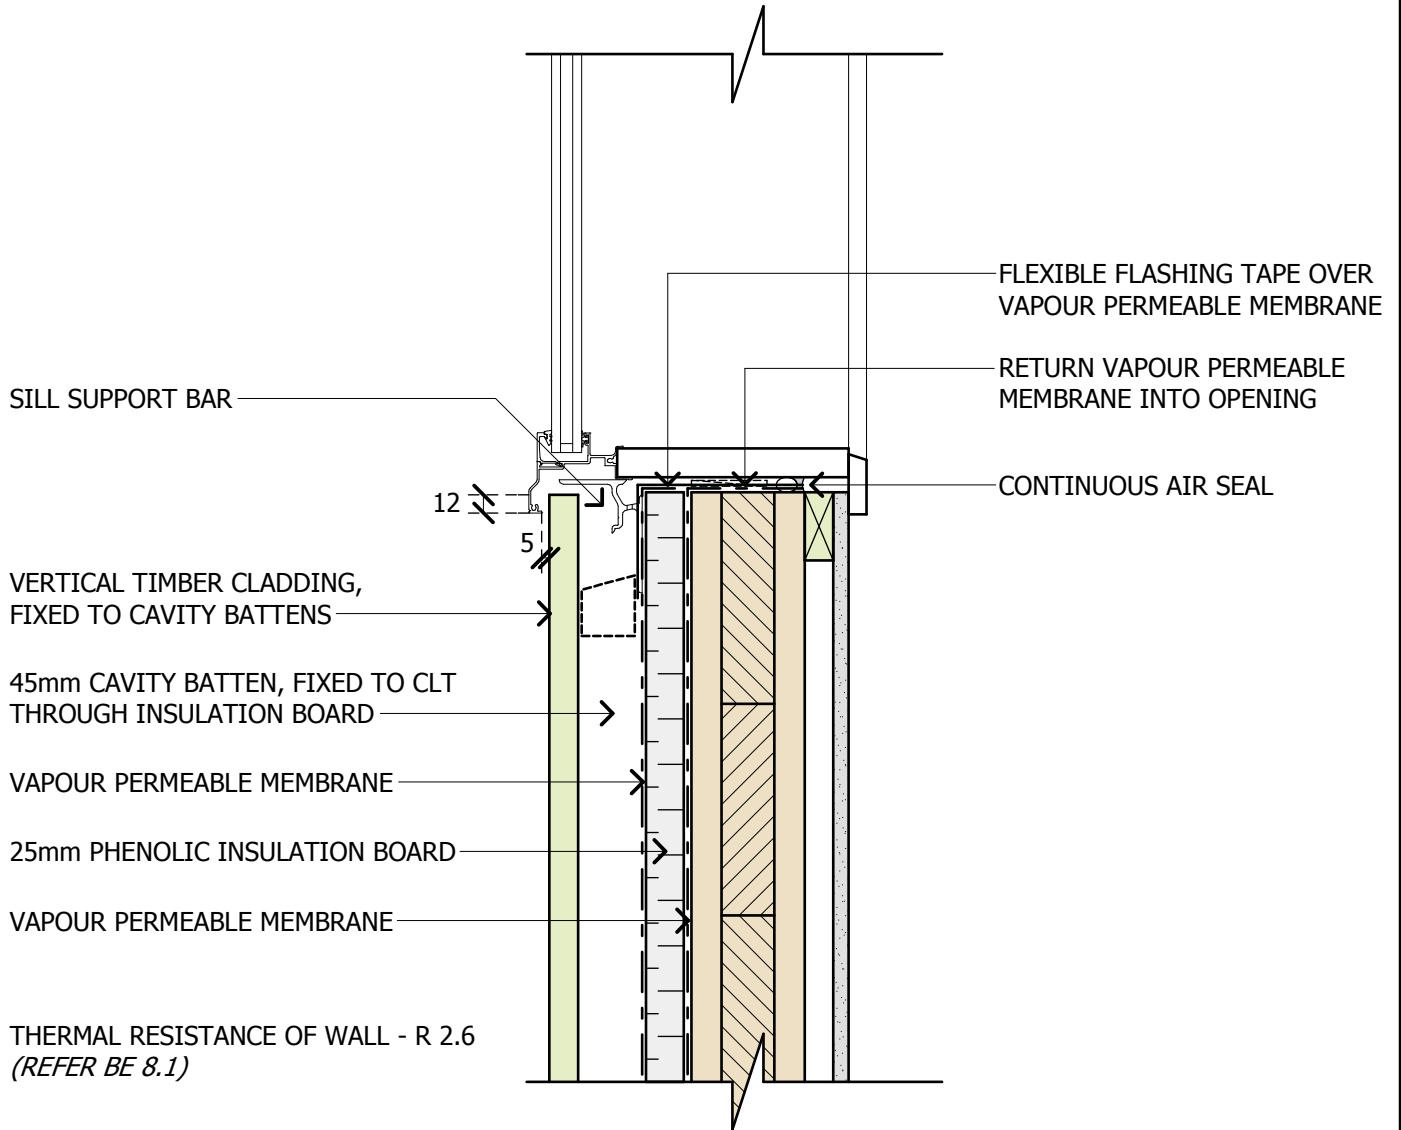 FLEXIBLE FLASHING TAPE OVER
VAPOUR PERMEABLE MEMBRANE
RETURN VAPOUR PERMEABLE
MEMBRANE INTO OPENING
SILL SUPPORT BAR
CONTINUOUS AIR SEAL
12
5
VERTICAL TIMBER CLADDING,
FIXED TO CAVITY BATTENS
45mm CAVITY BATTEN, FIXED TO CLT
THROUGH INSULATION BOARD
VAPOUR PERMEABLE MEMBRANE
25mm PHENOLIC INSULATION BOARD
VAPOUR PERMEABLE MEMBRANE
THERMAL RESISTANCE OF WALL - R 2.6
(REFER BE 8.1)